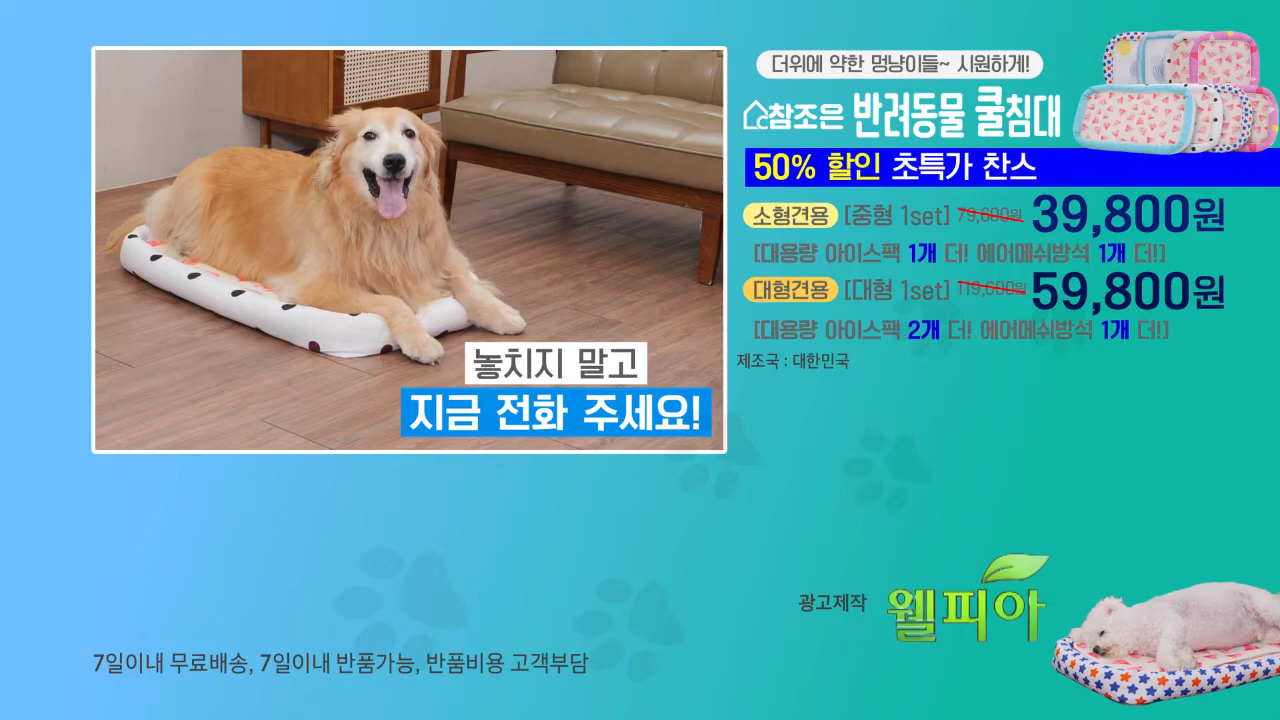 더위에 약한 멍냥이들~ 시원하게!
참조은 반려동물 쿨침대
50% 할인 초특가 찬스
소형견용 [중형 1set] 79,600원 39,800원
[대용량 아이스팩 1개 더! 에어메쉬방석 1개 더!]
대형견용 [대형 1set] 119,600원 59,800원
[대용량 아이스팩 2개 더! 에어메쉬방석 1개 더!]
제조국 : 대한민국
놓치지 말고
지금 전화 주세요!
광고제작 웰피아
7일이내 무료배송, 7일이내 반품가능, 반품비용 고객부담